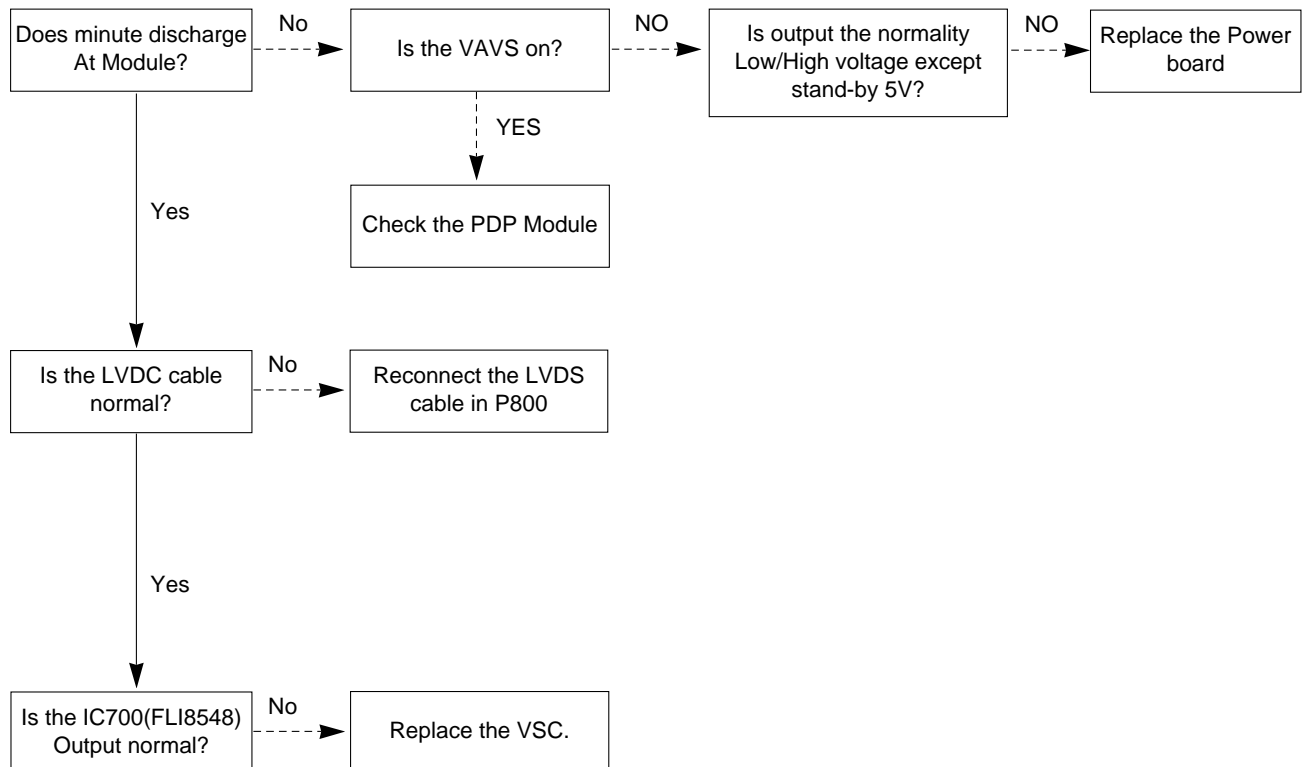 Does minute discharge
At Module?
No
Is the VAVS on?
NO
Is output the normality
Low/High voltage except
stand-by 5V?
NO
Replace the Power
board
YES
Check the PDP Module
Yes
Is the LVDC cable
normal?
No
Reconnect the LVDS
cable in P800
Yes
Is the IC700(FLI8548)
Output normal?
No
Replace the VSC.